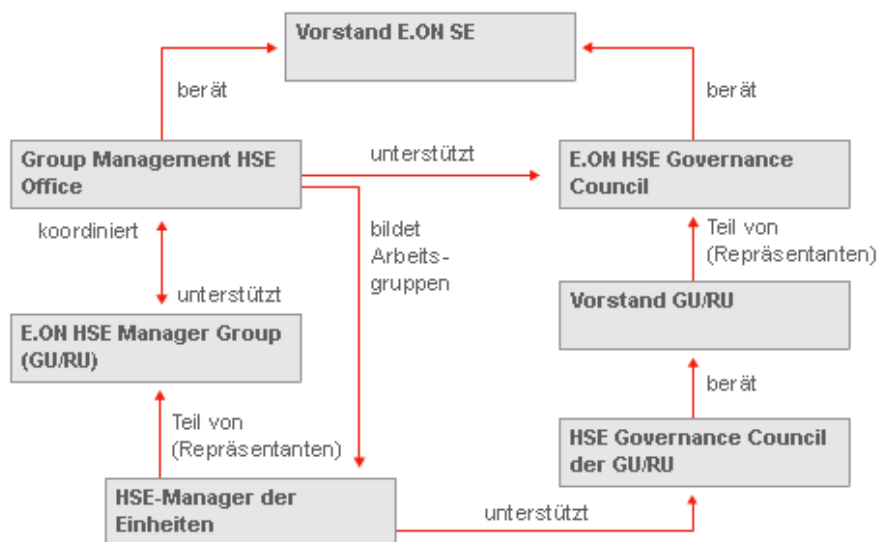 Vorstand E.ON SE
berät
berät
Group Management HSE
Office
unterstützt
E.ON HSE Governance
Council
koordiniert
bildet
Arbeits-
gruppen
Teil von
(Repräsentanten)
unterstützt
Vorstand GU/RU
E.ON HSE Manager Group
(GU/RU)
berät
Teil von
(Repräsentanten)
HSE Governance Council
der GU/RU
HSE-Manager der
Einheiten
unterstützt